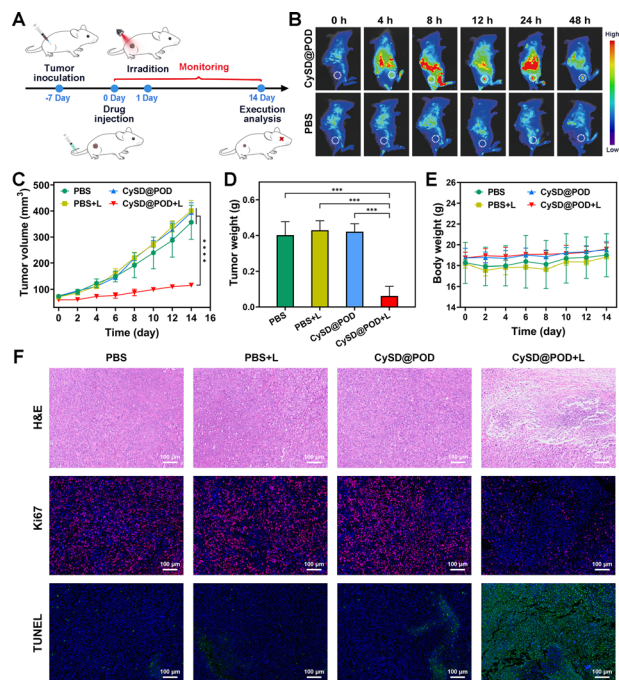 A
Tumor
inoculation
Irradition
Monitoring
-7 Day
0 Day
1 Day
14 Day
Drug
injection
Execution
analysis
B
0 h
4 h
8 h
12 h
24 h
48 h
CySD@POD
PBS
High
Low
C
PBS
CySD@POD
PBS+L
CySD@POD+L
Tumor volume (mm3)
500
400
300
200
100
****
0 2 4 6 8 10 12 14 16
Time (day)
D
Tumor weight (g)
0.6
0.4
0.2
0.0
***
***
***
PBS
PBS+L
CySD@POD
CySD@POD+L
E
PBS
CySD@POD
PBS+L
CySD@POD+L
Body weight (g)
26
24
22
20
18
16
14
0 2 4 6 8 10 12 14
Time (day)
F
PBS
PBS+L
CySD@POD
CySD@POD+L
H&E
100 μm
100 μm
100 μm
100 μm
Ki67
100 μm
100 μm
100 μm
100 μm
TUNEL
100 μm
100 μm
100 μm
100 μm